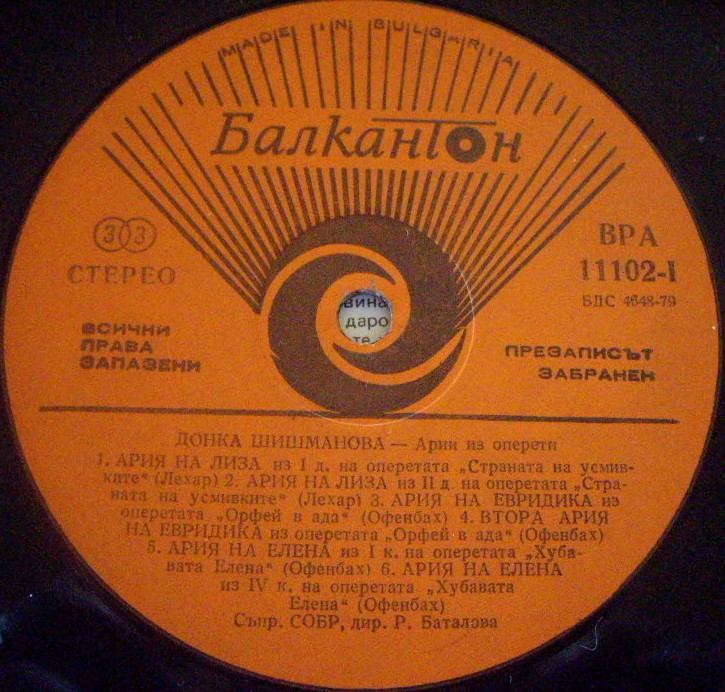 MADE IN BULGARIA
Балкантон
33
СТЕРЕО
ВРА
11102-I
БДС 4648-79
ВСИЧНИ
ПРАВА
ЗАПАЗЕНИ
вина
даро
те
ПРЕЗАПИСЪТ
ЗАБРАНЕН
ДОНКА ШИШМАНОВА — Арии из оперети
1. АРИЯ НА ЛИЗА из I д. на оперетата „Страната на усмив-
ките“ (Лехар) 2. АРИЯ НА ЛИЗА из II д. на оперетата „Стра-
ната на усмивките“ (Лехар) 3. АРИЯ НА ЕВРИДИКА из
оперетата „Орфей в ада“ (Офенбах) 4. ВТОРА АРИЯ
НА ЕВРИДИКА из оперетата „Орфей в ада“ (Офенбах)
5. АРИЯ НА ЕЛЕНА из I к. на оперетата „Хуба-
вата Елена“ (Офенбах) 6. АРИЯ НА ЕЛЕНА
из IV к. на оперетата „Хубавата
Елена“ (Офенбах)
Съпр. СОБР, дир. Р. Баталова